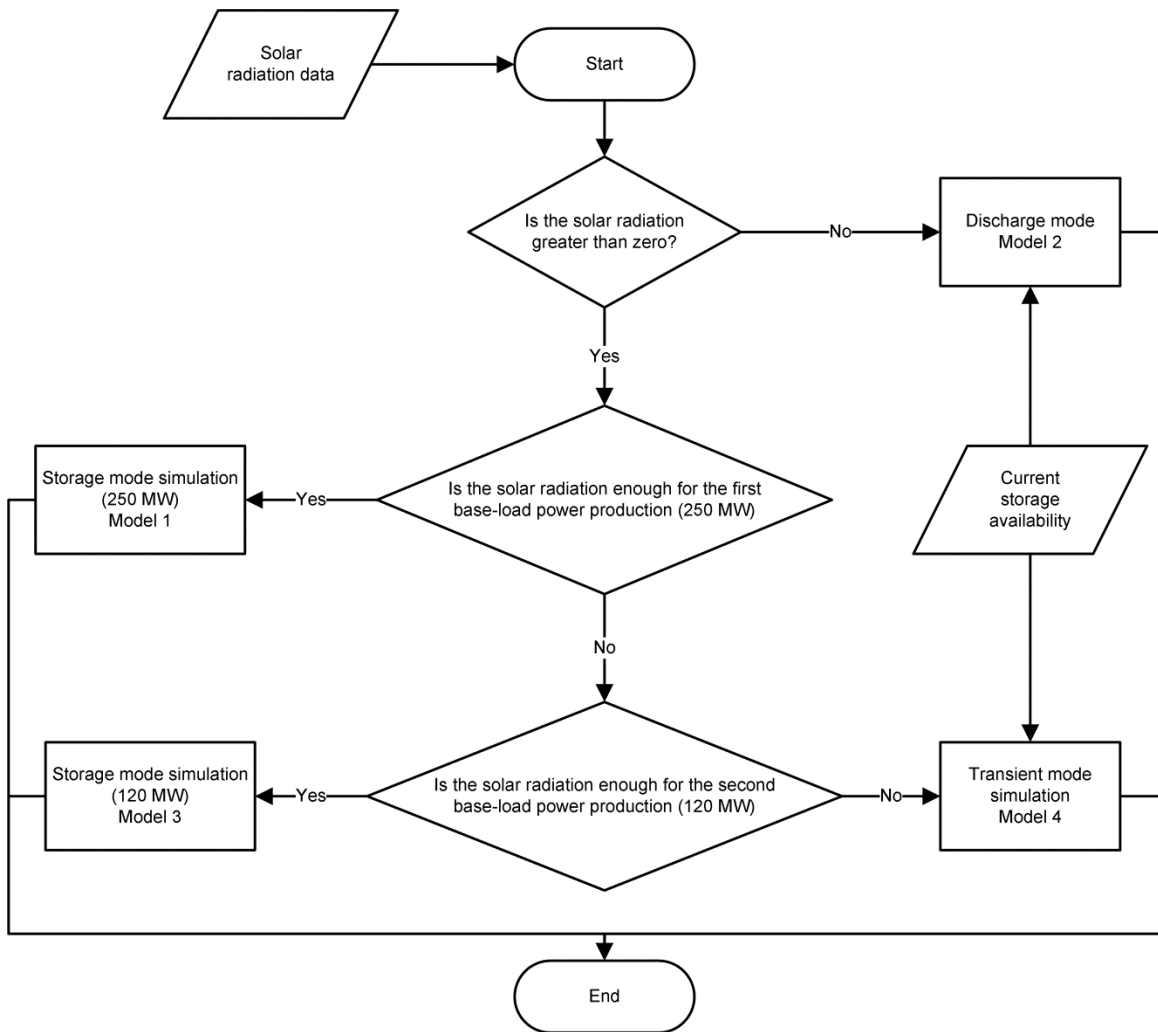 Solar
radiation data
Start
Is the solar radiation
greater than zero?
No
Discharge mode
Model 2
Yes
Storage mode simulation
(250 MW)
Model 1
Yes
Is the solar radiation enough for the first
base-load power production (250 MW)
Current
storage
availability
No
Storage mode simulation
(120 MW)
Model 3
Yes
Is the solar radiation enough for the second
base-load power production (120 MW)
No
Transient mode
simulation
Model 4
End